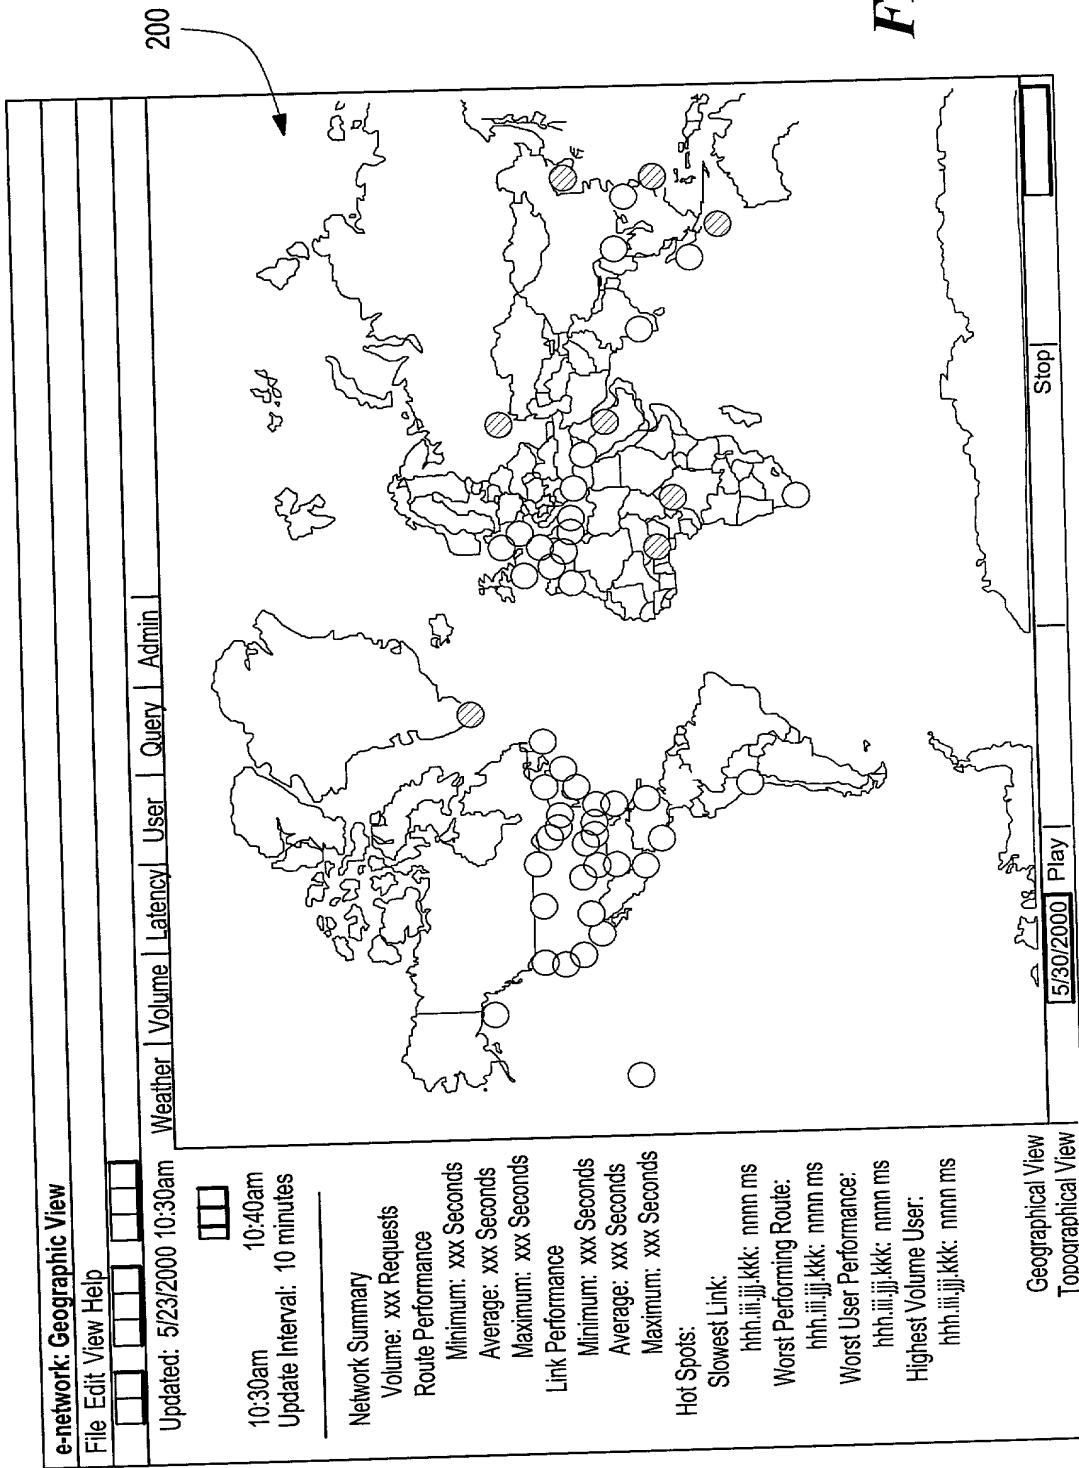 e-network: Geographic View
File Edit View Help
Updated: 5/23/2000 10:30am
Weather | Volume | Latency | User | Query | Admin
200
10:30am 10:40am
Update Interval: 10 minutes
Network Summary
Volume: xxx Requests
Route Performance
Minimum: xxx Seconds
Average: xxx Seconds
Maximum: xxx Seconds
Link Performance
Minimum: xxx Seconds
Average: xxx Seconds
Maximum: xxx Seconds
Hot Spots:
Slowest Link:
hhh.iii.jjj.kkk: nnnn ms
Worst Performing Route:
hhh.iii.jjj.kkk: nnnn ms
Worst User Performance:
hhh.iii.jjj.kkk: nnnn ms
Highest Volume User:
hhh.iii.jjj.kkk: nnnn ms
Geographical View
Topographical View
5/30/2000 Play | Stop |